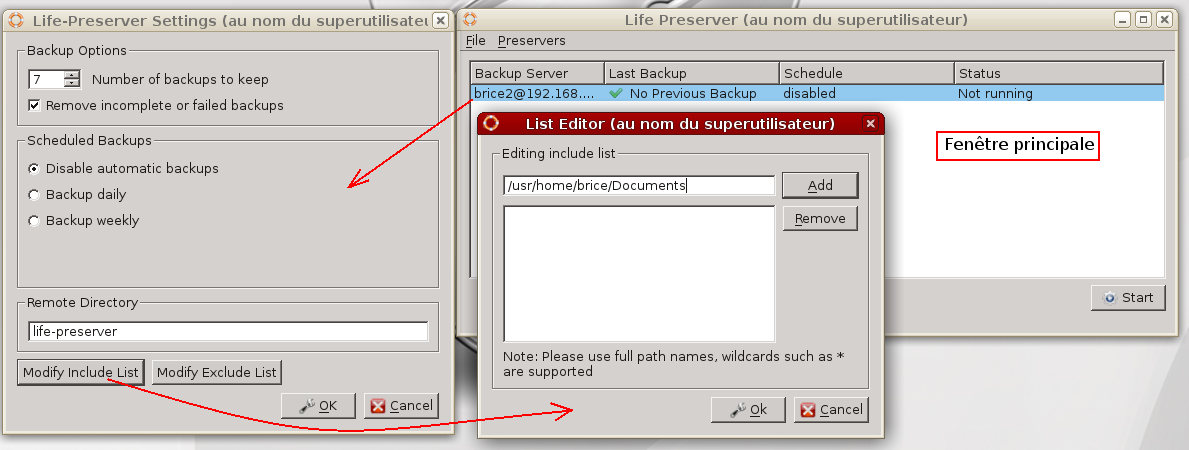 Life-Preserver Settings (au nom du superutilisateu
Backup Options
7 Number of backups to keep
Remove incomplete or failed backups
Scheduled Backups
Disable automatic backups
Backup daily
Backup weekly
Remote Directory
life-preserver
Modify Include List Modify Exclude List
OK Cancel
Life Preserver (au nom du superutilisateur)
File Preservers
Backup Server Last Backup Schedule Status
brice2@192.168.... No Previous Backup disabled Not running
Fenêtre principale
Start
List Editor (au nom du superutilisateur)
Editing include list
/usr/home/brice/Documents Add
Remove
Note: Please use full path names, wildcards such as *
are supported
Ok Cancel